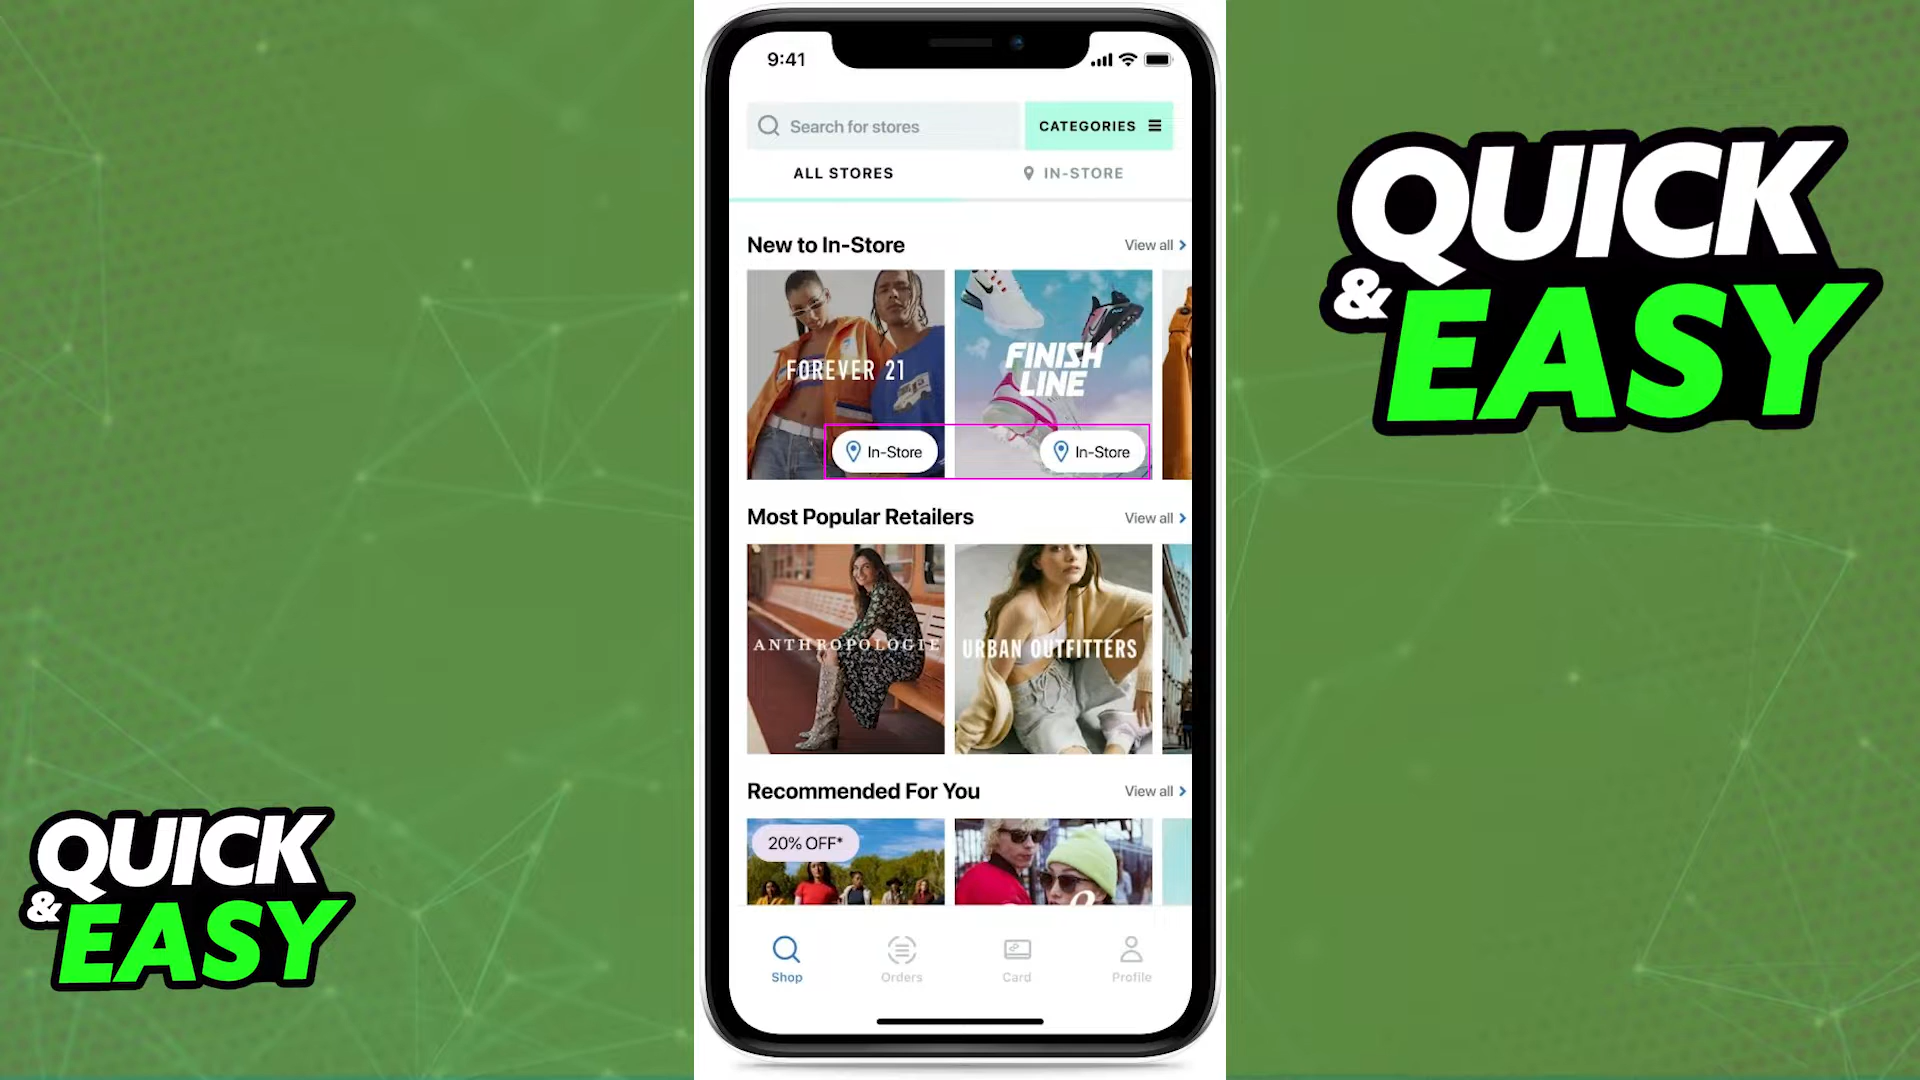 9:41
Search for stores
CATEGORIES
ALL STORES
IN-STORE
New to In-Store
View all
FOREVER 21
FINISH
LINE
In-Store
In-Store
Most Popular Retailers
View all
ANTHROPOLOGIE
URBAN OUTFITTERS
Recommended For You
View all
20% OFF*
Shop
Orders
Card
Profile
QUICK
& EASY
QUICK
& EASY